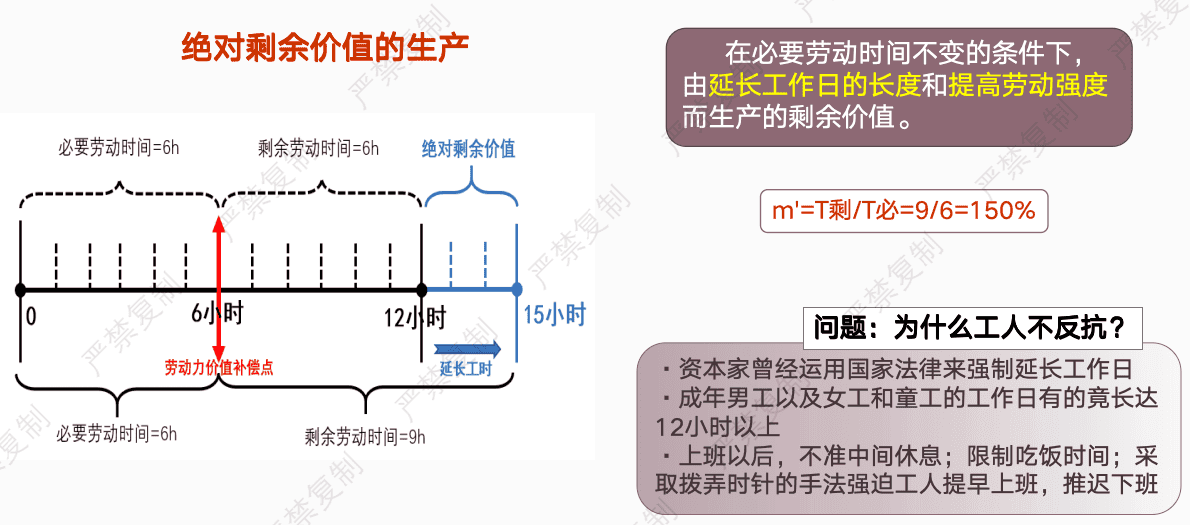 绝对剩余价值的生产
在必要劳动时间不变的条件下，
由延长工作日的长度和提高劳动强度
而生产的剩余价值。
必要劳动时间=6h
剩余劳动时间=6h
绝对剩余价值
m'=T剩/T必=9/6=150%
0
6小时
12小时
15小时
劳动力价值补偿点
延长工时
必要劳动时间=6h
剩余劳动时间=9h
问题：为什么工人不反抗？
·资本家曾经运用国家法律来强制延长工作日
·成年男工以及女工和童工的工作日有的竟长达
12小时以上
·上班以后，不准中间休息；限制吃饭时间；采
取拨弄时针的手法强迫工人提早上班，推迟下班
严禁复制
严禁复制
严禁复制
严禁复制
严禁复制
严禁复制
严禁复制
严禁复制
严禁复制